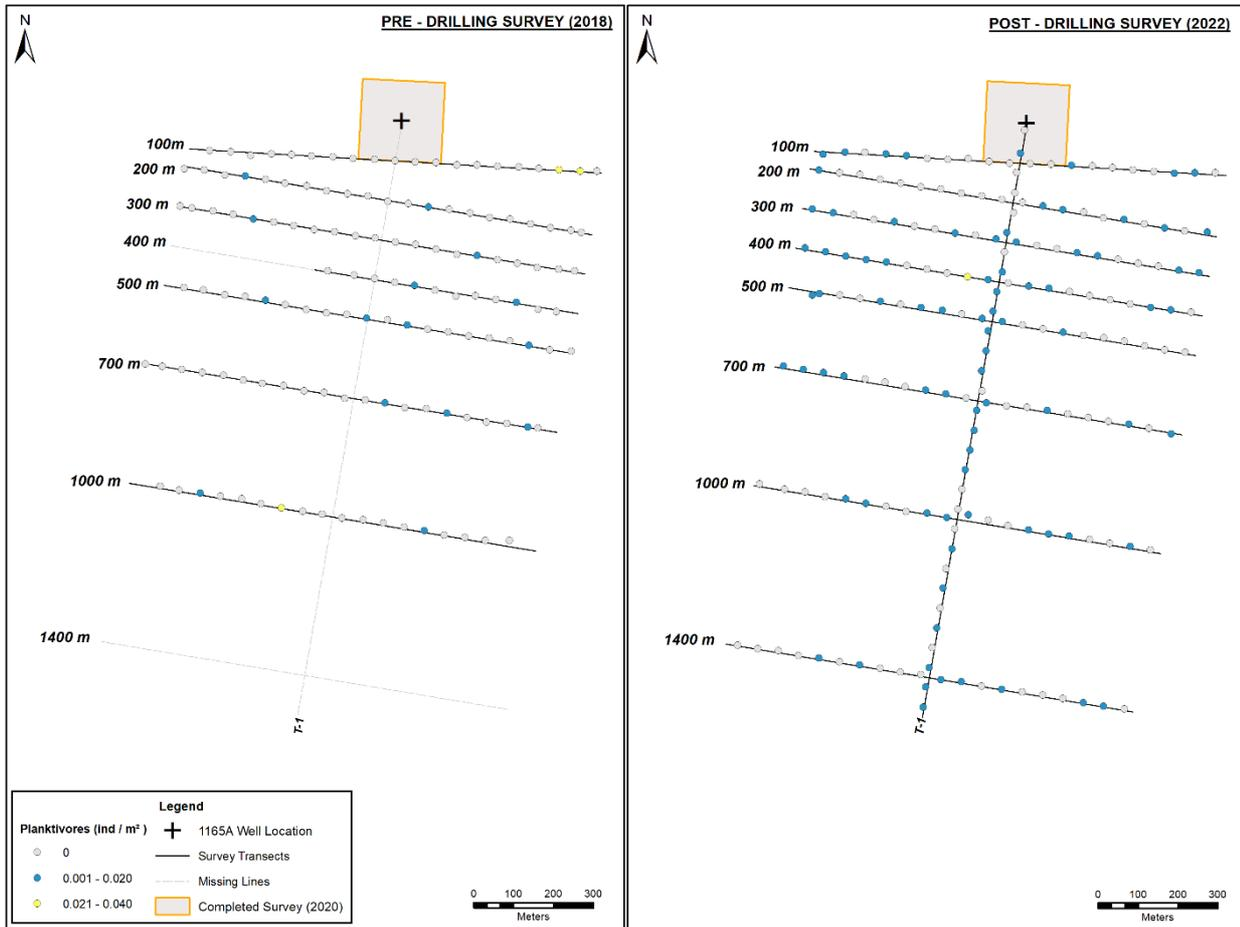 PRE - DRILLING SURVEY (2018)
N
100m
200 m
300 m
400 m
500 m
700 m
1000 m
1400 m
T-1
Legend
Planktivores (ind / m² )
0
0.001 - 0.020
0.021 - 0.040
1165A Well Location
Survey Transects
Missing Lines
Completed Survey (2020)
0 100 200 300
Meters
POST - DRILLING SURVEY (2022)
N
100m
200 m
300 m
400 m
500 m
700 m
1000 m
1400 m
T-1
0 100 200 300
Meters